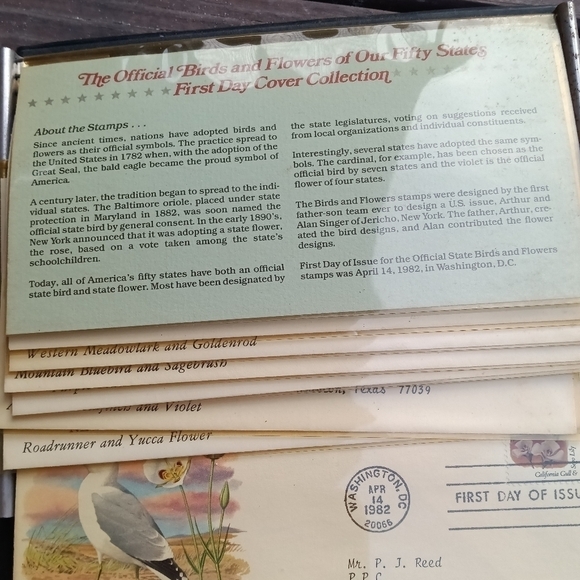 The Official Birds and Flowers of Our Fifty States
First Day Cover Collection
About the Stamps . . .
Since ancient times, nations have adopted birds and
flowers as their official symbols. The practice spread to
the United States in 1782 when, with the adoption of the
Great Seal, the bald eagle became the proud symbol of
America.
A century later, the tradition began to spread to the indi-
vidual states. The Baltimore oriole, placed under state
protection in Maryland in 1882, was soon named the
official state bird by general consent. In the early 1890's,
New York announced that it was adopting a state flower,
the rose, based on a vote taken among the state's
schoolchildren.
Today, all of America's fifty states have both an official
state bird and state flower. Most have been designated by
the state legislatures, voting on suggestions received
from local organizations and individual constituents.
Interestingly, several states have adopted the same sym-
bols. The cardinal, for example, has been chosen as the
official bird by seven states and the violet is the official
flower of four states.
The Birds and Flowers stamps were designed by the first
father-son team ever to design a U.S. issue, Arthur and
Alan Singer of Jericho, New York. The father, Arthur, cre-
ated the bird designs, and Alan contributed the flower
designs.
First Day of Issue for the Official State Birds and Flowers
stamps was April 14, 1982, in Washington, D.C.
Western Meadowlark and Goldenrod
Mountain Bluebird and Sagebrush
Texas 77039
and Violet
Roadrunner and Yucca Flower
California Gull &
Sego Lily
WASHINGTON, DC
APR
14
1982
20066
FIRST DAY OF ISSU
Mr. P. J. Reed